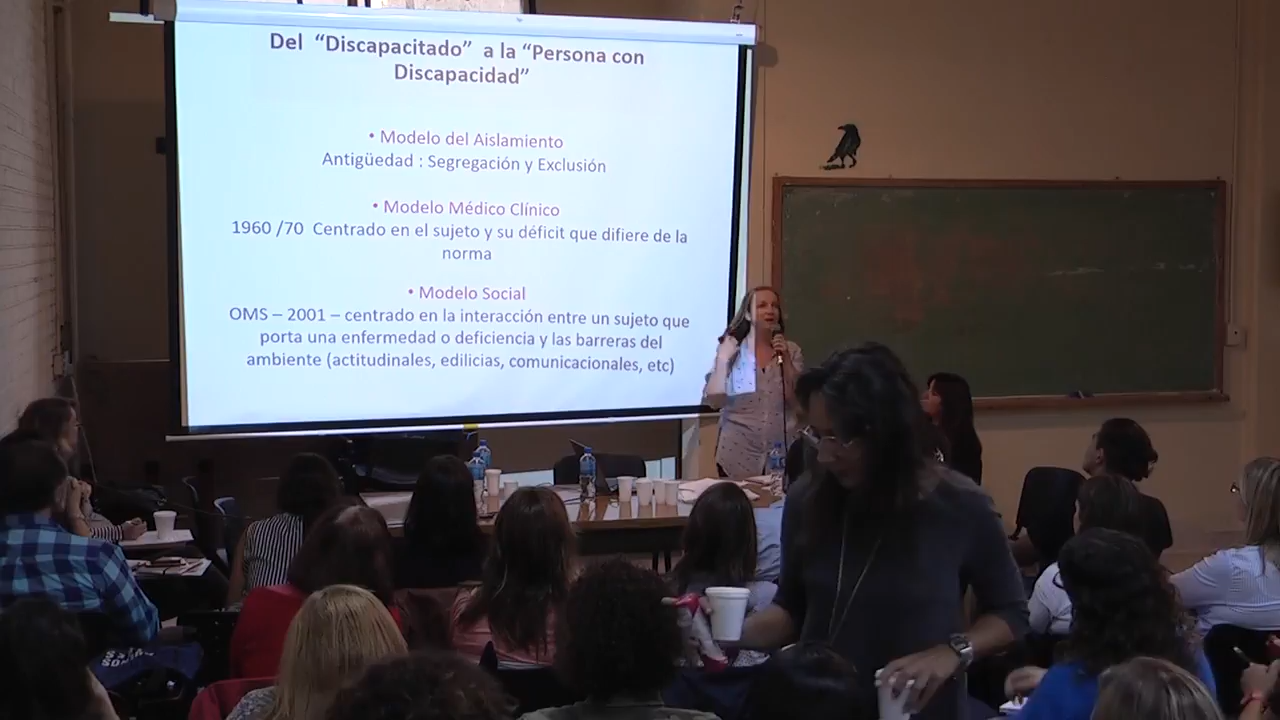 Del “Discapacitado” a la “Persona con
Discapacidad”
• Modelo del Aislamiento
Antigüedad : Segregación y Exclusión
• Modelo Médico Clínico
1960 /70 Centrado en el sujeto y su déficit que difiere de la
norma
• Modelo Social
OMS – 2001 – centrado en la interacción entre un sujeto que
porta una enfermedad o deficiencia y las barreras del
ambiente (actitudinales, edilicias, comunicacionales, etc)